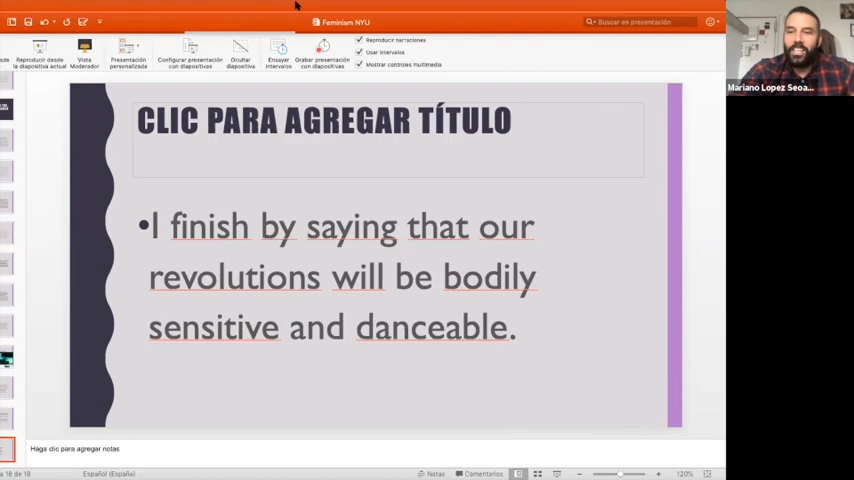 Feminism NYU
Buscar en presentación
Reproducir desde
la diapositiva actual
Vista
Moderador
Presentación
personalizada
Configurar presentación
con diapositivas
Ocultar
diapositiva
Ensayar
intervalos
Grabar presentación
con diapositivas
Reproducir narraciones
Usar intervalos
Mostrar controles multimedia
Mariano Lopez Seoa...
CLIC PARA AGREGAR TÍTULO
•I finish by saying that our
revolutions will be bodily
sensitive and danceable.
Haga clic para agregar notas
a 18 de 18
Español (España)
Notas
Comentarios
120%